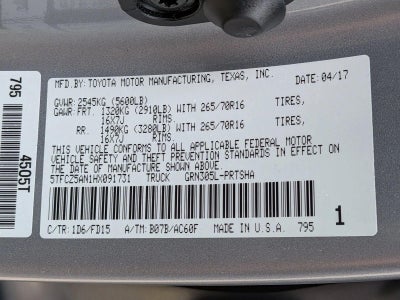 MFD.BY: TOYOTA MOTOR MANUFACTURING, TEXAS, INC. DATE: 04/17
GVWR: 2545KG (5600LB)
GAWR: FRT. 1320KG (2910LB) WITH 265/70R16 TIRES,
16X7J RIMS
RR. 1490KG (3280LB) WITH 265/70R16 TIRES,
16X7J RIMS
THIS VEHICLE CONFORMS TO ALL APPLICABLE FEDERAL MOTOR
VEHICLE SAFETY AND THEFT PREVENTION STANDARDS IN EFFECT ON
THE DATE OF MANUFACTURE SHOWN ABOVE.
5TFCZ5AN1HX091731 TRUCK GRN305L-PRTSHA
1
C/TR: 1D6/FD15 A/TM: B07B/AC60F MADE IN U.S.A. 795
795 4505T